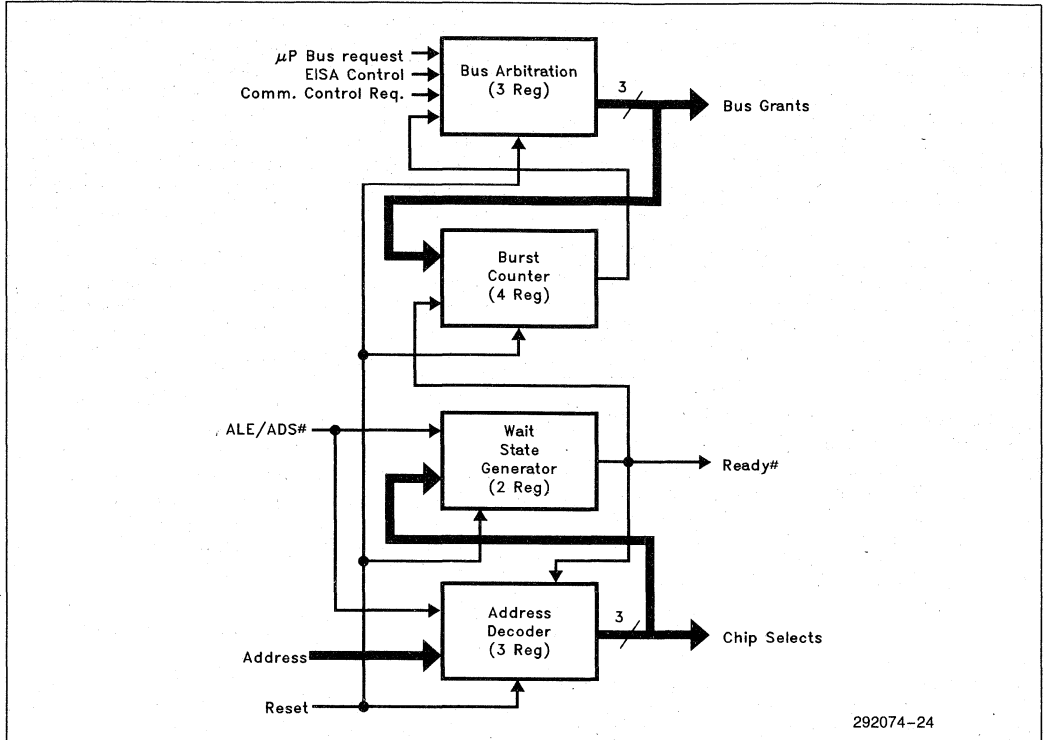 μP Bus request
EISA Control
Comm. Control Req.
Bus Arbitration
(3 Reg)
3
Bus Grants
Burst
Counter
(4 Reg)
ALE/ADS#
Wait
State
Generator
(2 Reg)
Ready#
Address
Decoder
(3 Reg)
3
Chip Selects
Address
Reset
292074-24